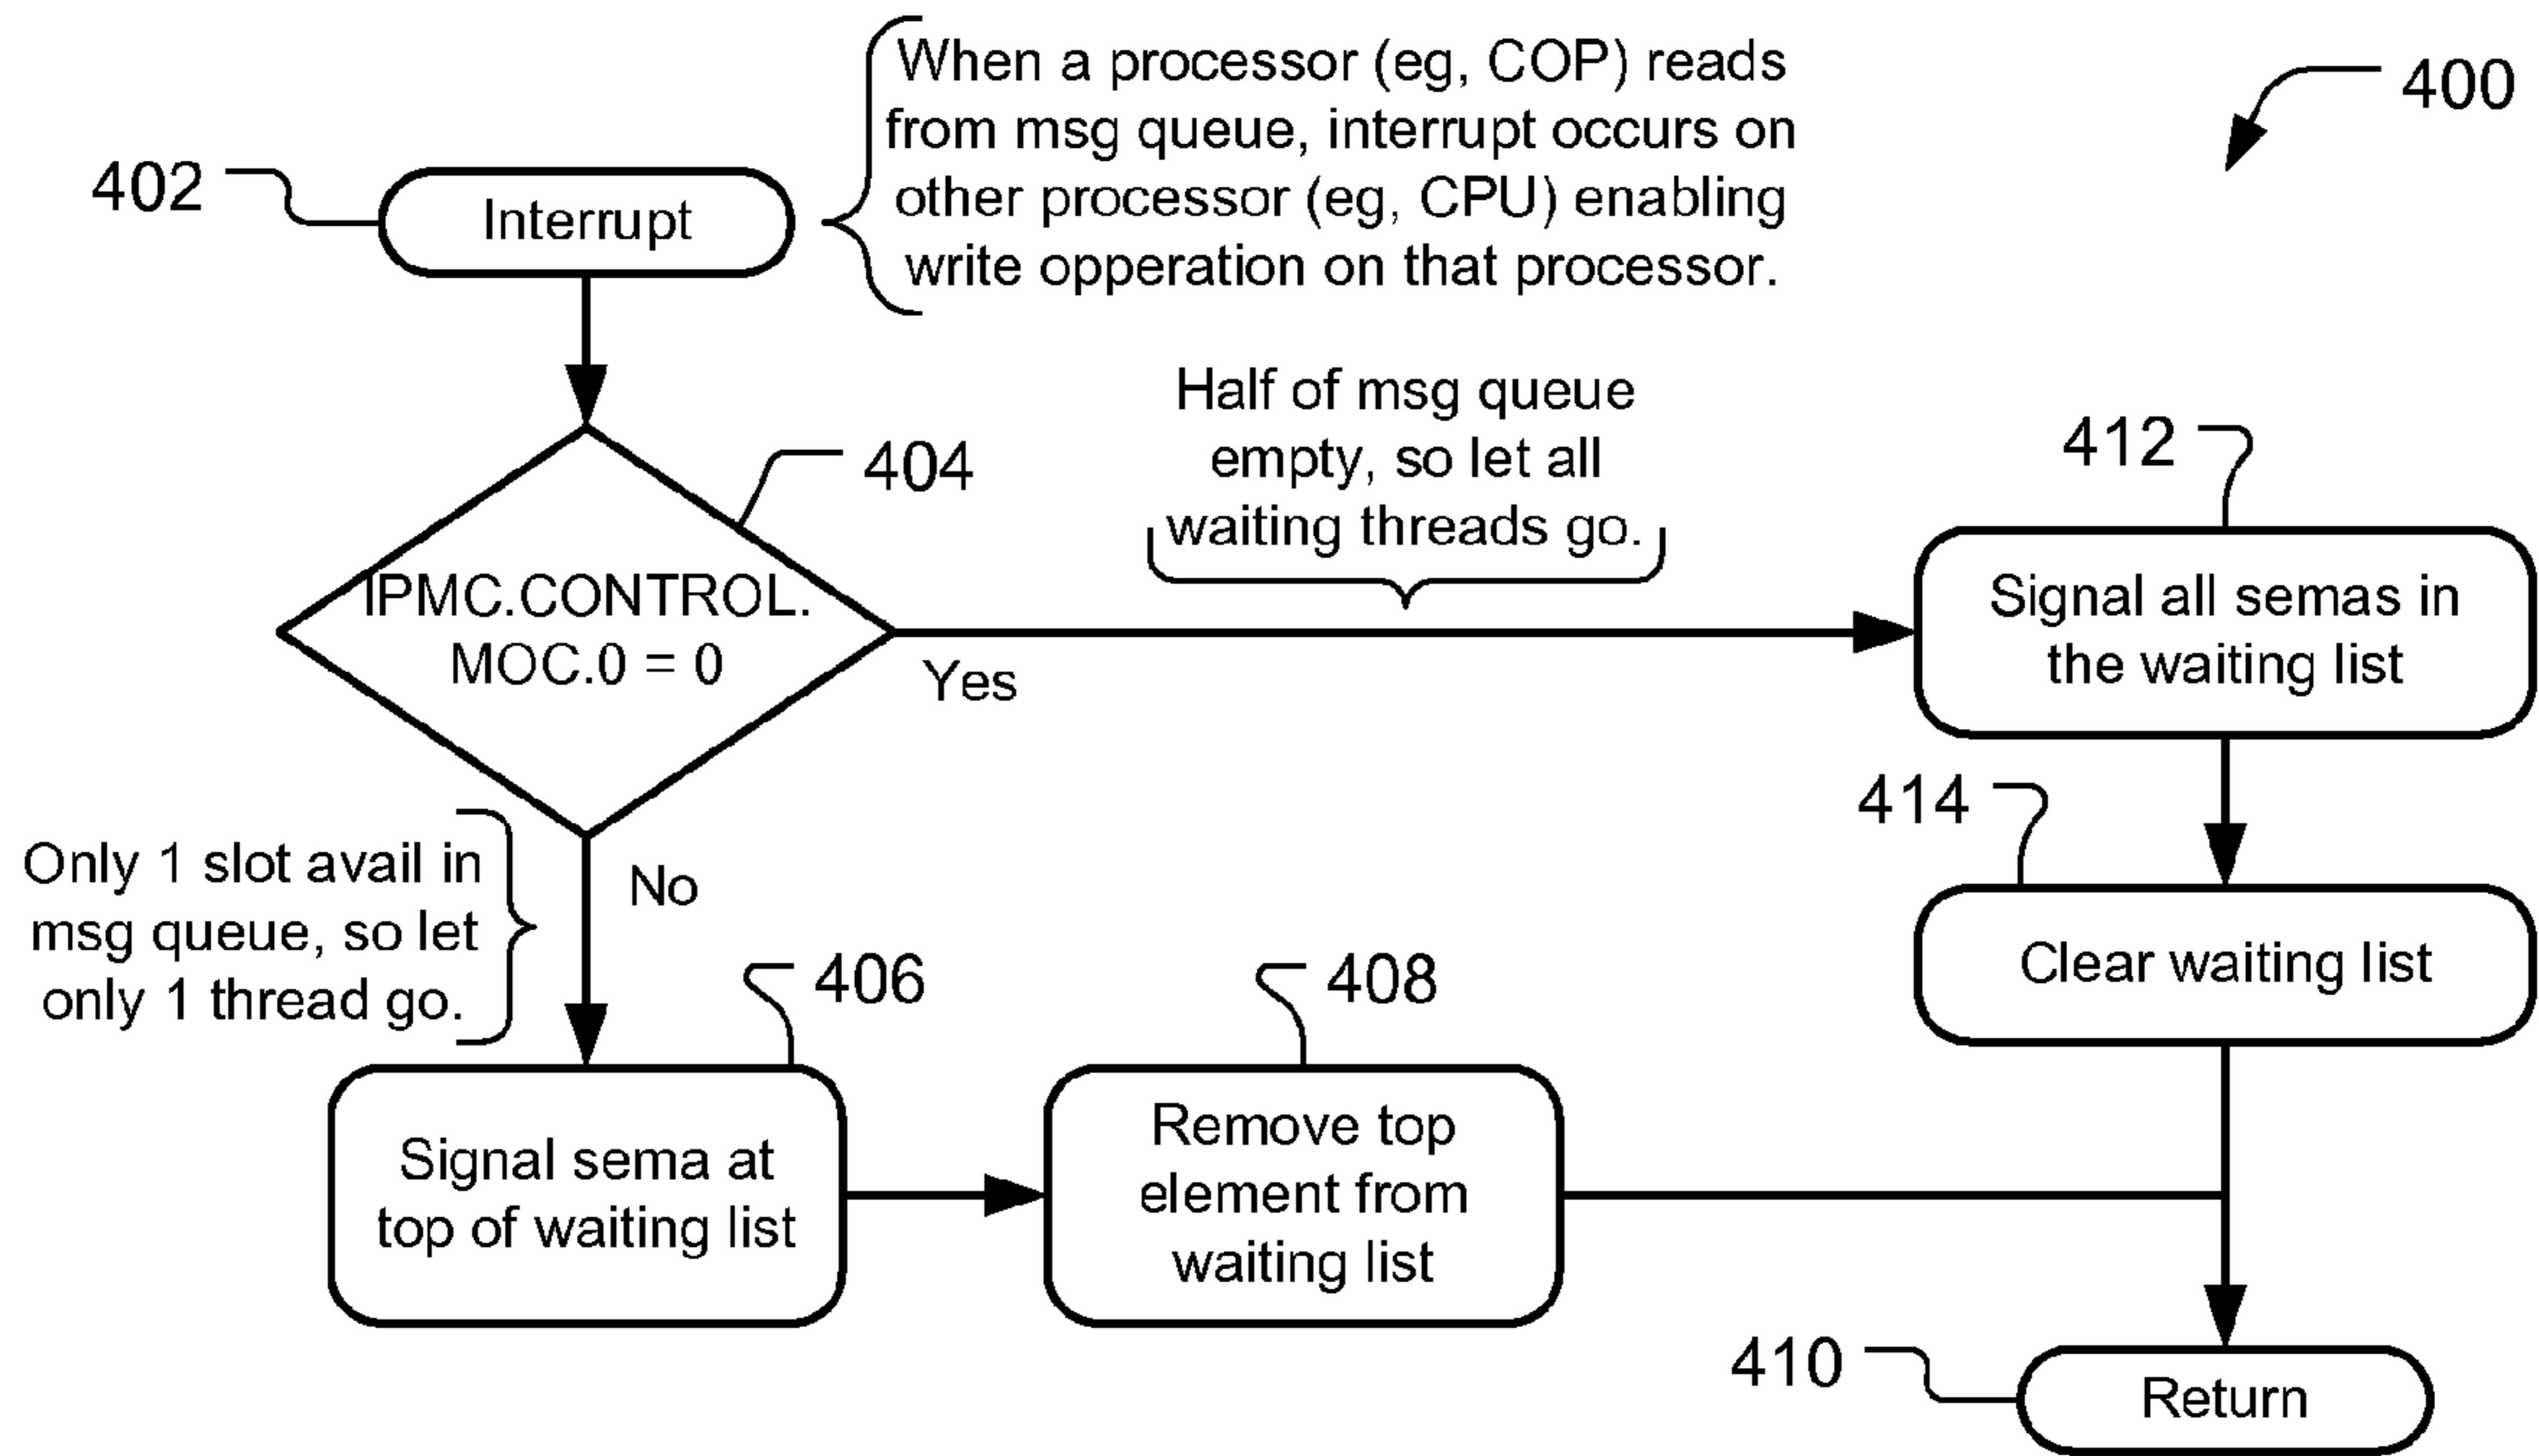 When a processor (eg, COP) reads
from msg queue, interrupt occurs on
other processor (eg, CPU) enabling
write opperation on that processor.
400
402
Interrupt
404
IPMC.CONTROL.
MOC.0 = 0
Half of msg queue
empty, so let all
waiting threads go.
Yes
412
Signal all semas in
the waiting list
414
Clear waiting list
Only 1 slot avail in
msg queue, so let
only 1 thread go.
No
406
Signal sema at
top of waiting list
408
Remove top
element from
waiting list
410
Return